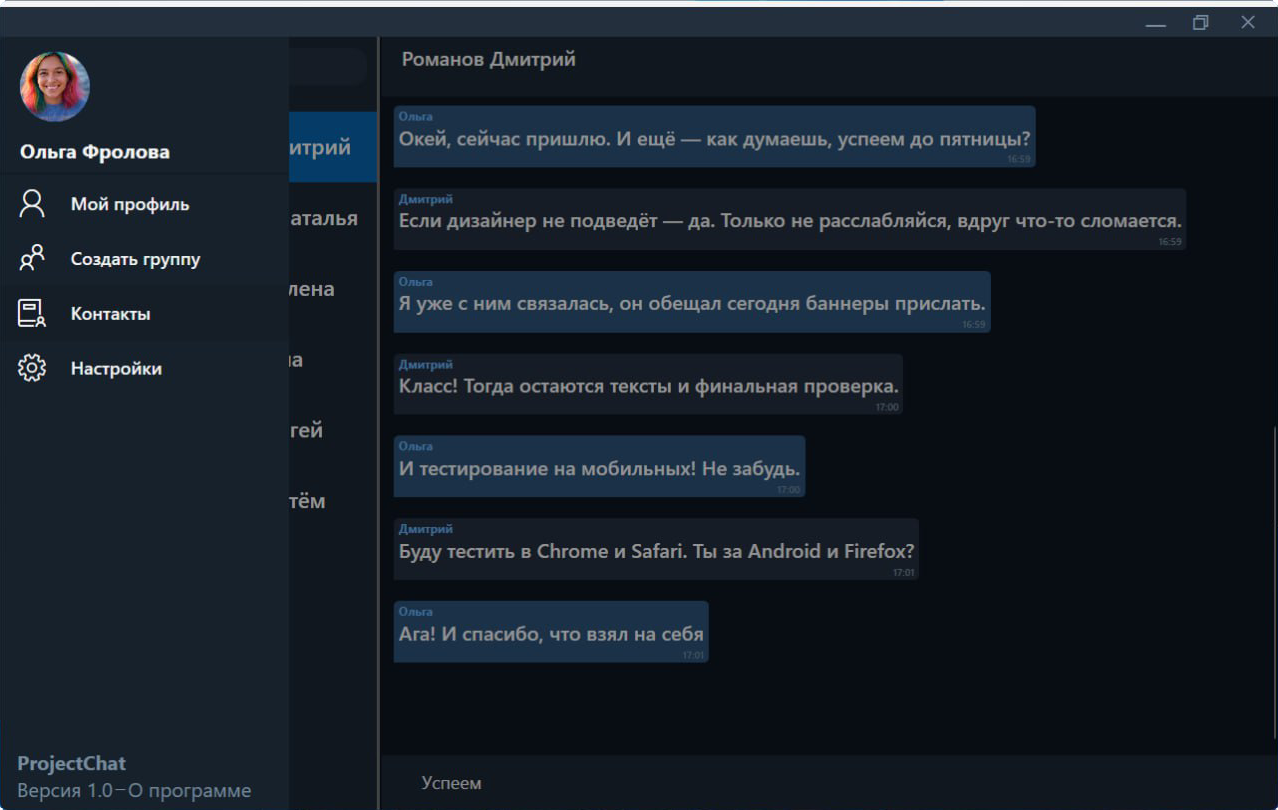 Ольга Фролова
Мой профиль
Создать группу
Контакты
Настройки
ProjectChat
Версия 1.0–О программе
итрий
аталья
лена
на
гей
тём
Романов Дмитрий
Ольга
Окей, сейчас пришлю. И ещё — как думаешь, успеем до пятницы?
16:59
Дмитрий
Если дизайнер не подведёт — да. Только не расслабляйся, вдруг что-то сломается.
16:59
Ольга
Я уже с ним связалась, он обещал сегодня баннеры прислать.
16:59
Дмитрий
Класс! Тогда остаются тексты и финальная проверка.
17:00
Ольга
И тестирование на мобильных! Не забудь.
17:00
Дмитрий
Буду тестить в Chrome и Safari. Ты за Android и Firefox?
17:01
Ольга
Ага! И спасибо, что взял на себя
17:01
Успеем